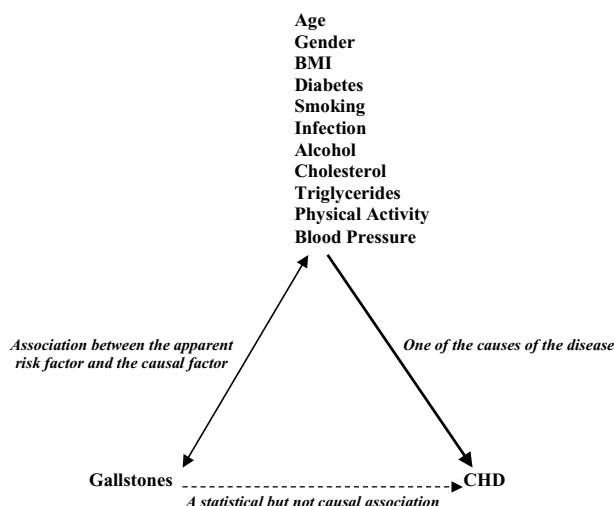 Age
Gender
BMI
Diabetes
Smoking
Infection
Alcohol
Cholesterol
Triglycerides
Physical Activity
Blood Pressure
Association between the apparent
risk factor and the causal factor
One of the causes of the disease
Gallstones
CHD
A statistical but not causal association